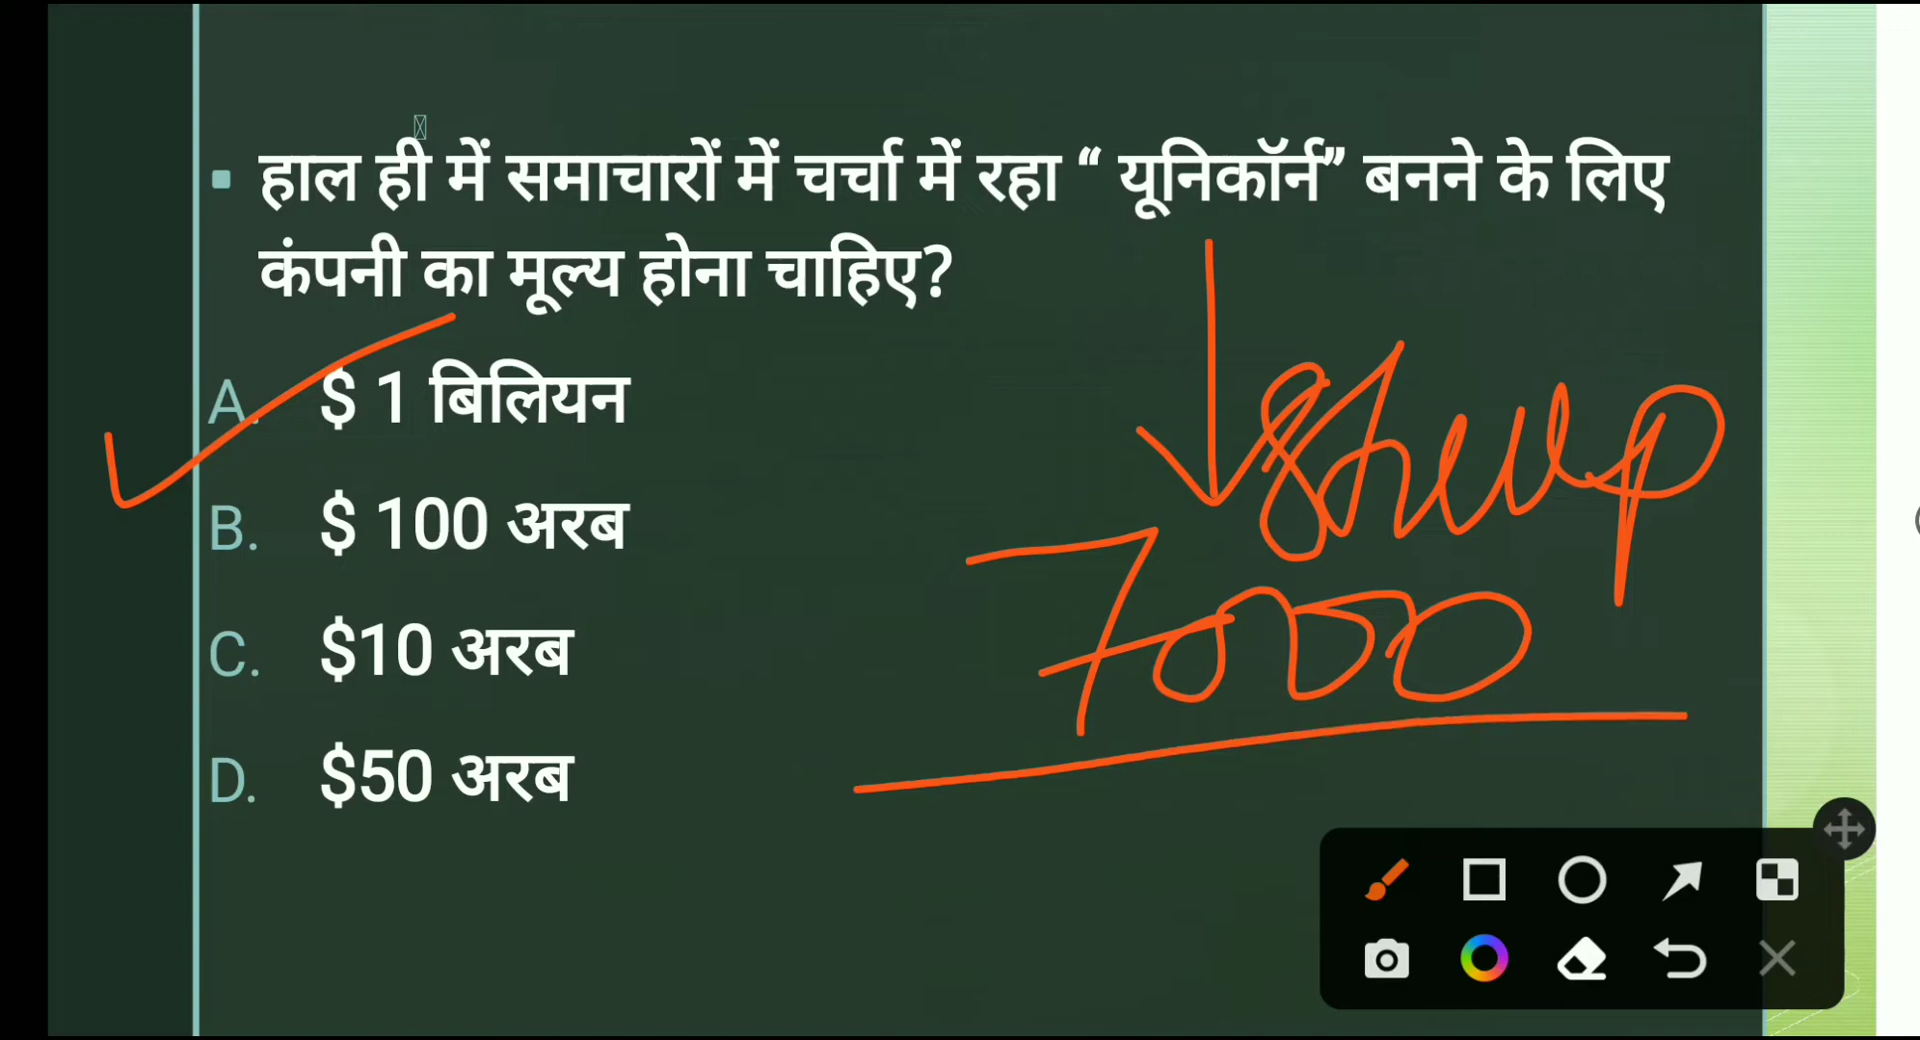 ▪ हाल ही में समाचारों में चर्चा में रहा “ यूनिकॉर्न” बनने के लिए
कंपनी का मूल्य होना चाहिए?
A. $ 1 बिलियन
B. $ 100 अरब
C. $10 अरब
D. $50 अरब
7000